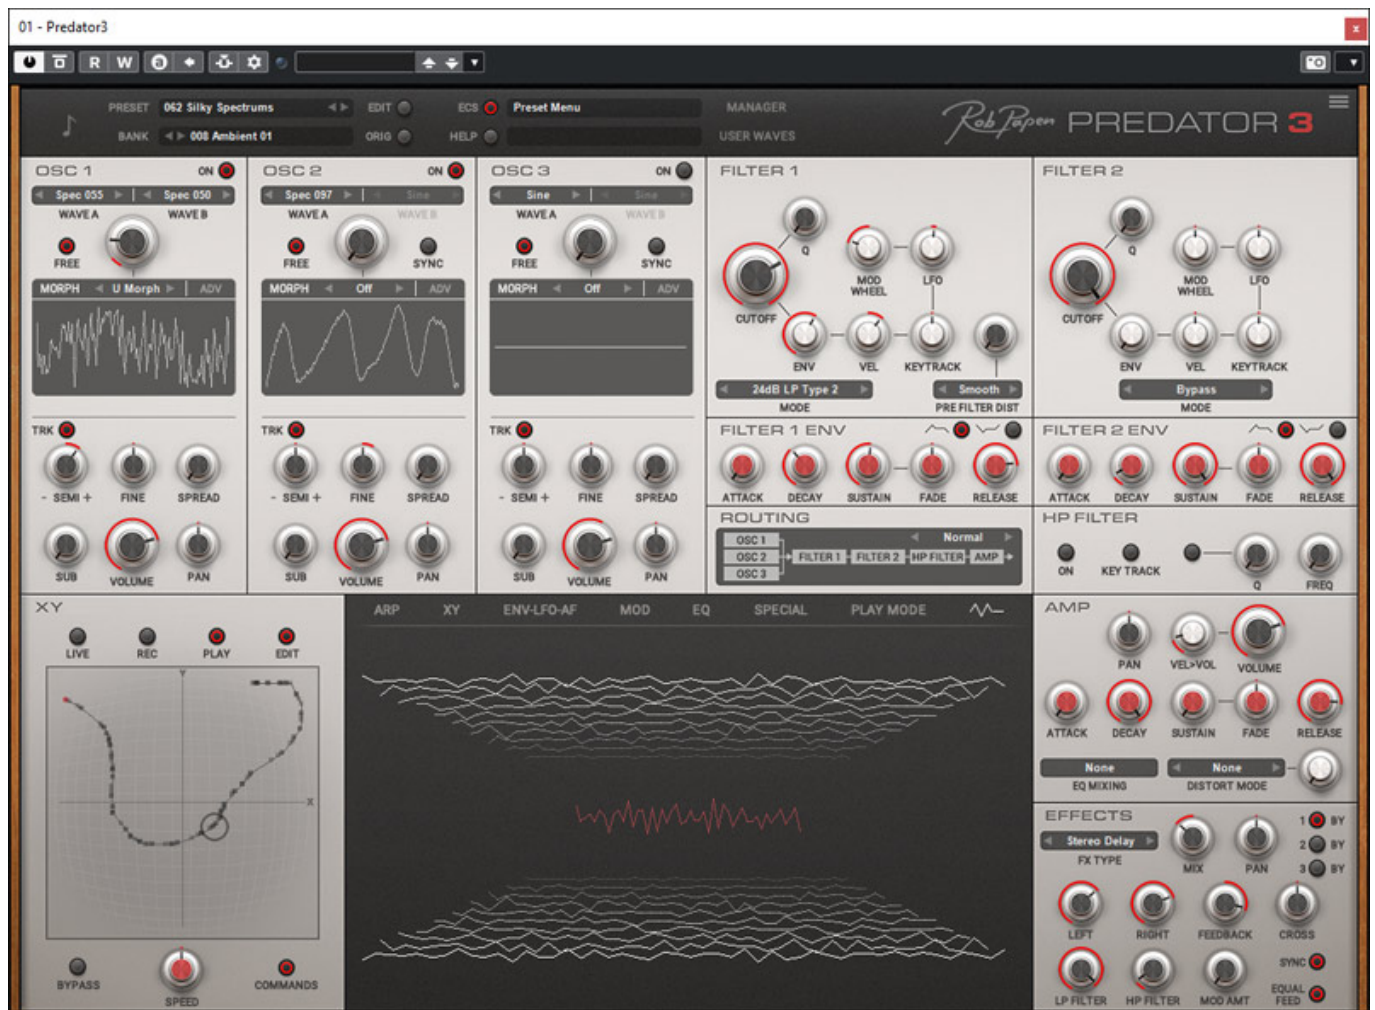 01 - Predator3
R W
PRESET 062 Silky Spectrums EDIT ECS Preset Menu MANAGER
BANK 008 Ambient 01 ORIG HELP USER WAVES
Rob Papen PREDATOR 3
OSC 1 ON
Spec 055 Spec 050
WAVE A WAVE B
FREE
MORPH U Morph ADV
TRK
- SEMI + FINE SPREAD
SUB VOLUME PAN
OSC 2 ON
Spec 097 Sine
WAVE A WAVE B
FREE SYNC
MORPH Off ADV
TRK
- SEMI + FINE SPREAD
SUB VOLUME PAN
OSC 3 ON
Sine Sine
WAVE A WAVE B
FREE SYNC
MORPH Off ADV
TRK
- SEMI + FINE SPREAD
SUB VOLUME PAN
FILTER 1
Q
MOD WHEEL LFO
CUTOFF
ENV VEL KEYTRACK
24dB LP Type 2 Smooth
MODE PRE FILTER DIST
FILTER 2
Q
MOD WHEEL LFO
CUTOFF
ENV VEL KEYTRACK
Bypass
MODE
FILTER 1 ENV
ATTACK DECAY SUSTAIN FADE RELEASE
FILTER 2 ENV
ATTACK DECAY SUSTAIN FADE RELEASE
ROUTING
Normal
OSC 1
OSC 2 FILTER 1 FILTER 2 HP FILTER AMP
OSC 3
HP FILTER
ON KEY TRACK Q FREQ
XY
LIVE REC PLAY EDIT
Y
X
BYPASS SPEED COMMANDS
ARP XY ENV-LFO-AF MOD EQ SPECIAL PLAY MODE
AMP
PAN VEL>VOL VOLUME
ATTACK DECAY SUSTAIN FADE RELEASE
None None
EQ MIXING DISTORT MODE
EFFECTS
1 BY
Stereo Delay 2 BY
FX TYPE MIX PAN 3 BY
LEFT RIGHT FEEDBACK CROSS
SYNC
EQUAL FEED
LP FILTER HP FILTER MOD AMT